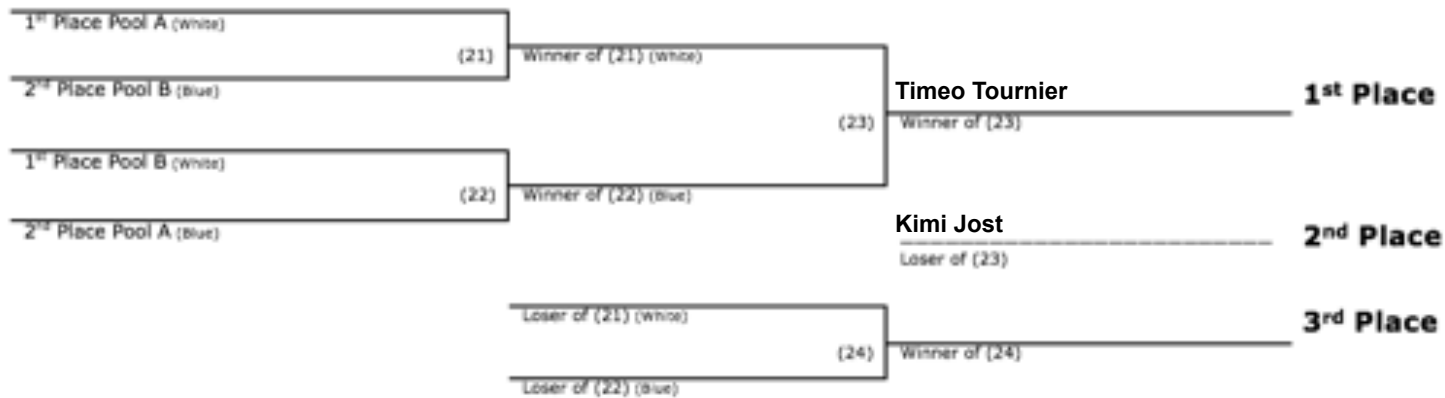 1st Place Pool A (White)
(21)
2nd Place Pool B (Blue)
Winner of (21) (White)
1st Place Pool B (White)
(22)
2nd Place Pool A (Blue)
Winner of (22) (Blue)
(23)
Timeo Tournier
Winner of (23)
1st Place
Kimi Jost
Loser of (23)
2nd Place
Loser of (21) (White)
(24)
Loser of (22) (Blue)
Winner of (24)
3rd Place